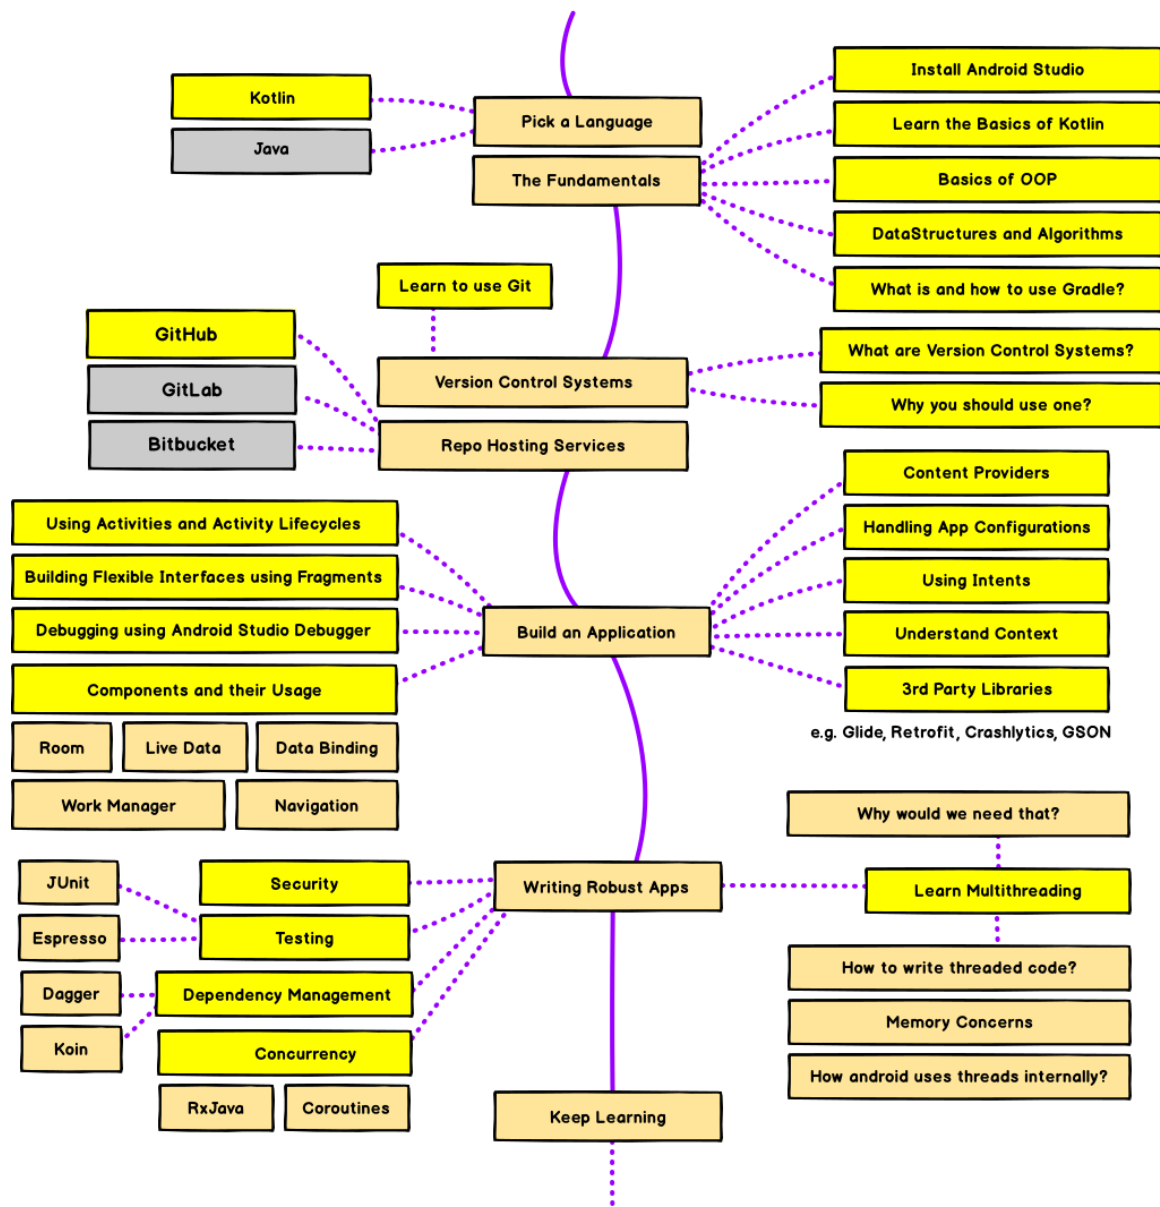 Kotlin
Java
Pick a Language
The Fundamentals
Install Android Studio
Learn the Basics of Kotlin
Basics of OOP
DataStructures and Algorithms
What is and how to use Gradle?
Learn to use Git
GitHub
GitLab
Bitbucket
Version Control Systems
Repo Hosting Services
What are Version Control Systems?
Why you should use one?
Using Activities and Activity Lifecycles
Building Flexible Interfaces using Fragments
Debugging using Android Studio Debugger
Components and their Usage
Room
Live Data
Data Binding
Work Manager
Navigation
Build an Application
Content Providers
Handling App Configurations
Using Intents
Understand Context
3rd Party Libraries
e.g. Glide, Retrofit, Crashlytics, GSON
JUnit
Espresso
Dagger
Koin
Security
Testing
Dependency Management
Concurrency
RxJava
Coroutines
Writing Robust Apps
Why would we need that?
Learn Multithreading
How to write threaded code?
Memory Concerns
How android uses threads internally?
Keep Learning